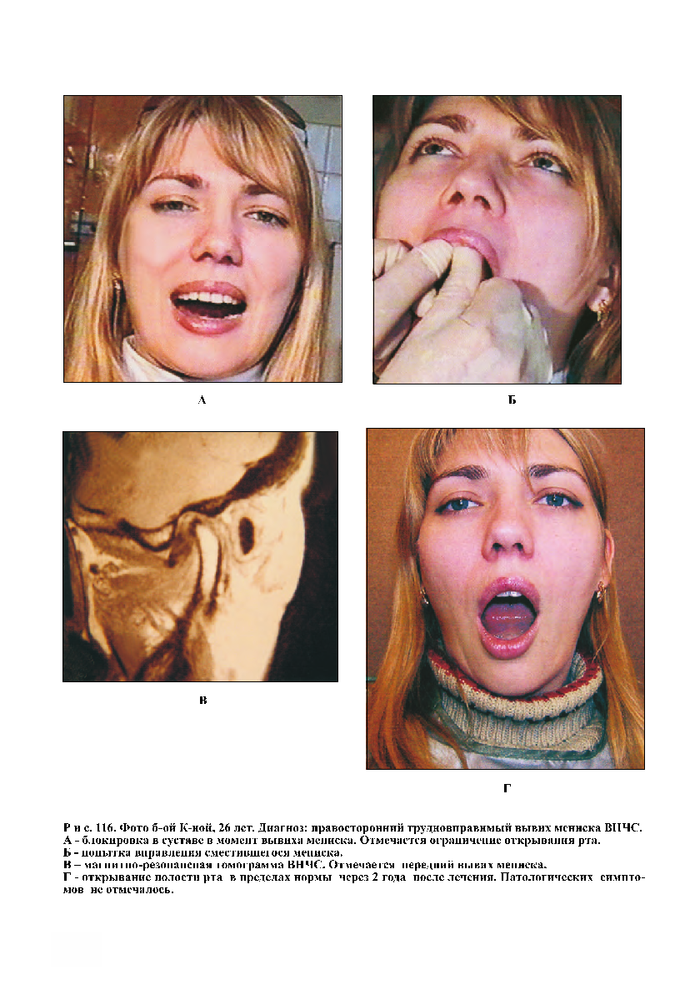 А
Б
В
Г
Р и с. 116. Фото б-ой К-ной, 26 лет. Диагноз: правосторонний трудновправимый вывих мениска ВНЧС.
А - блокировка в суставе в момент вывиха мениска. Отмечается ограничение открывания рта.
Б - попытка вправления сместившегося мениска.
В – магнитно-резонансная томограмма ВНЧС. Отмечается передний вывих мениска.
Г - открывание полости рта в пределах нормы через 2 года после лечения. Патологических симпто-
мов не отмечалось.